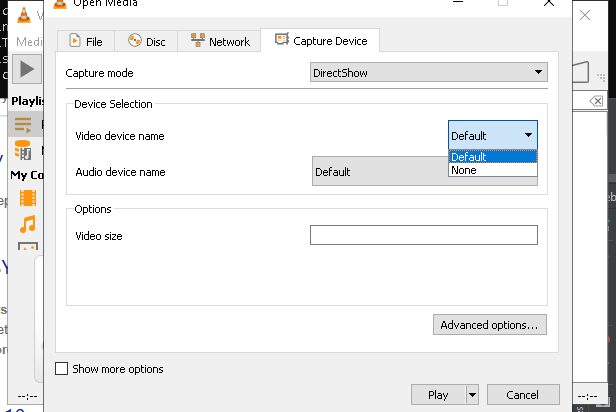 Open Media
Medi
File
Disc
Network
Capture Device
Capture mode
DirectShow
Playlis
Device Selection
Video device name
Default
Default
None
Audio device name
Default
My Co
Options
Video size
Advanced options...
Show more options
Play
Cancel
--:--
--:--